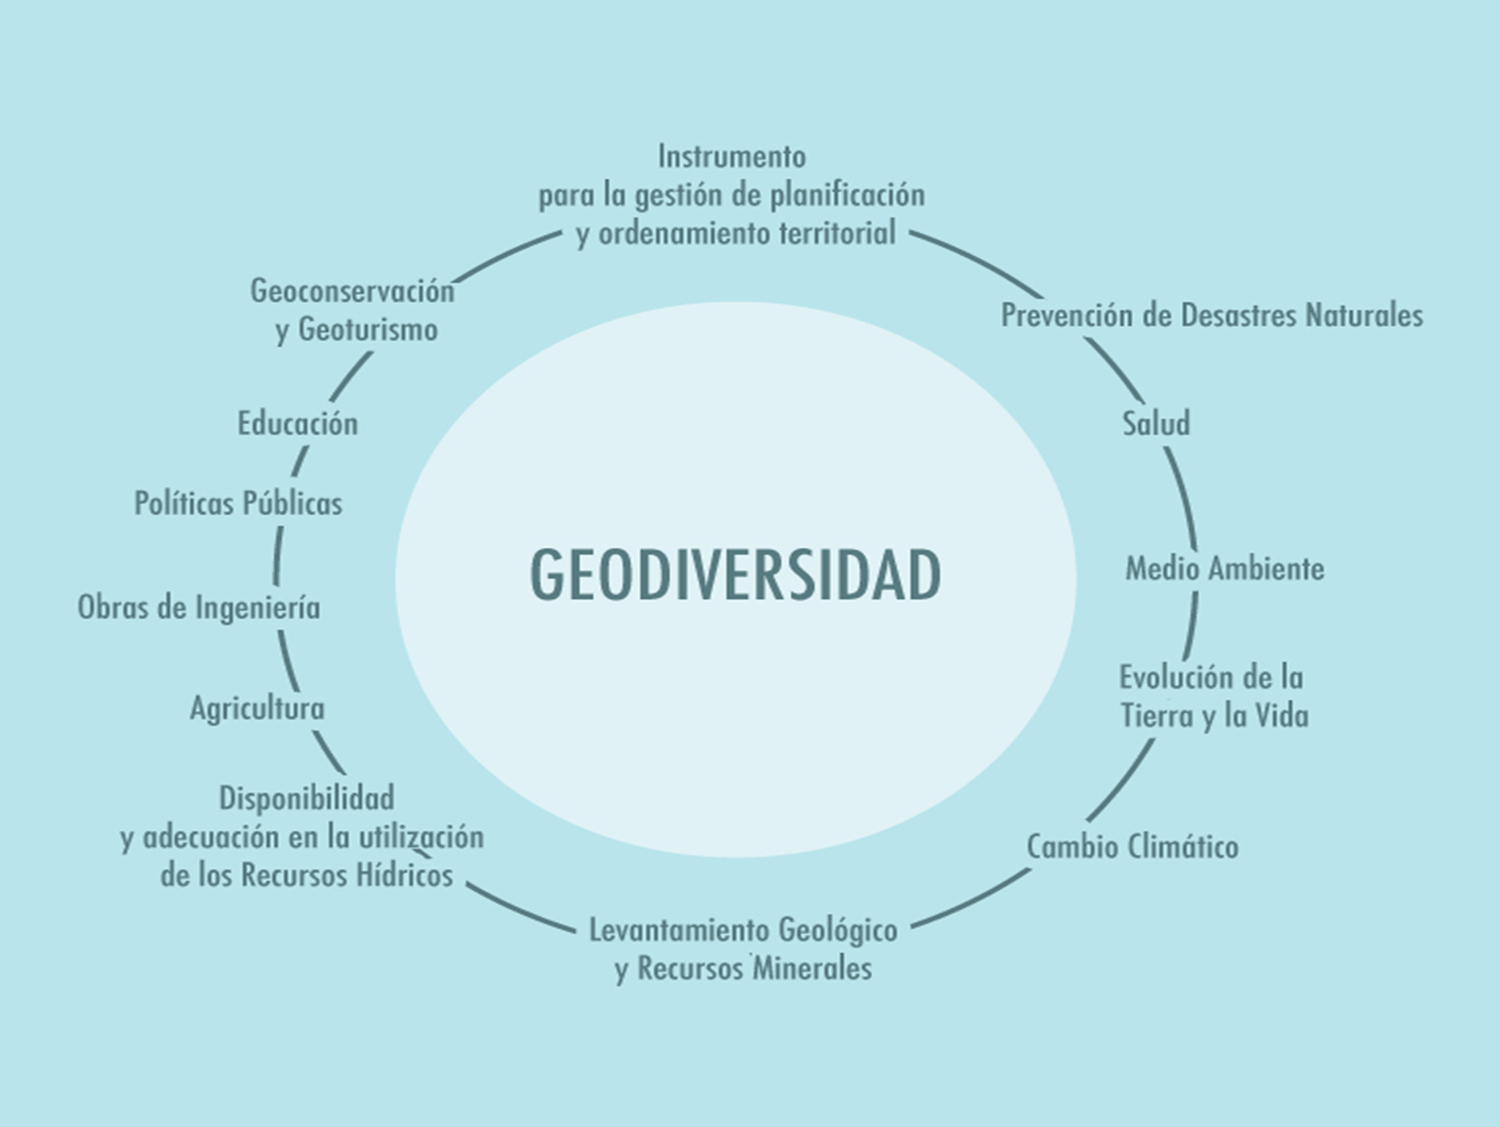 Instrumento
para la gestión de planificación
y ordenamiento territorial
Prevención de Desastres Naturales
Salud
Medio Ambiente
Evolución de la
Tierra y la Vida
Cambio Climático
Levantamiento Geológico
y Recursos Minerales
Disponibilidad
y adecuación en la utilización
de los Recursos Hídricos
Agricultura
Obras de Ingeniería
Políticas Públicas
Educación
Geoconservación
y Geoturismo
GEODIVERSIDAD